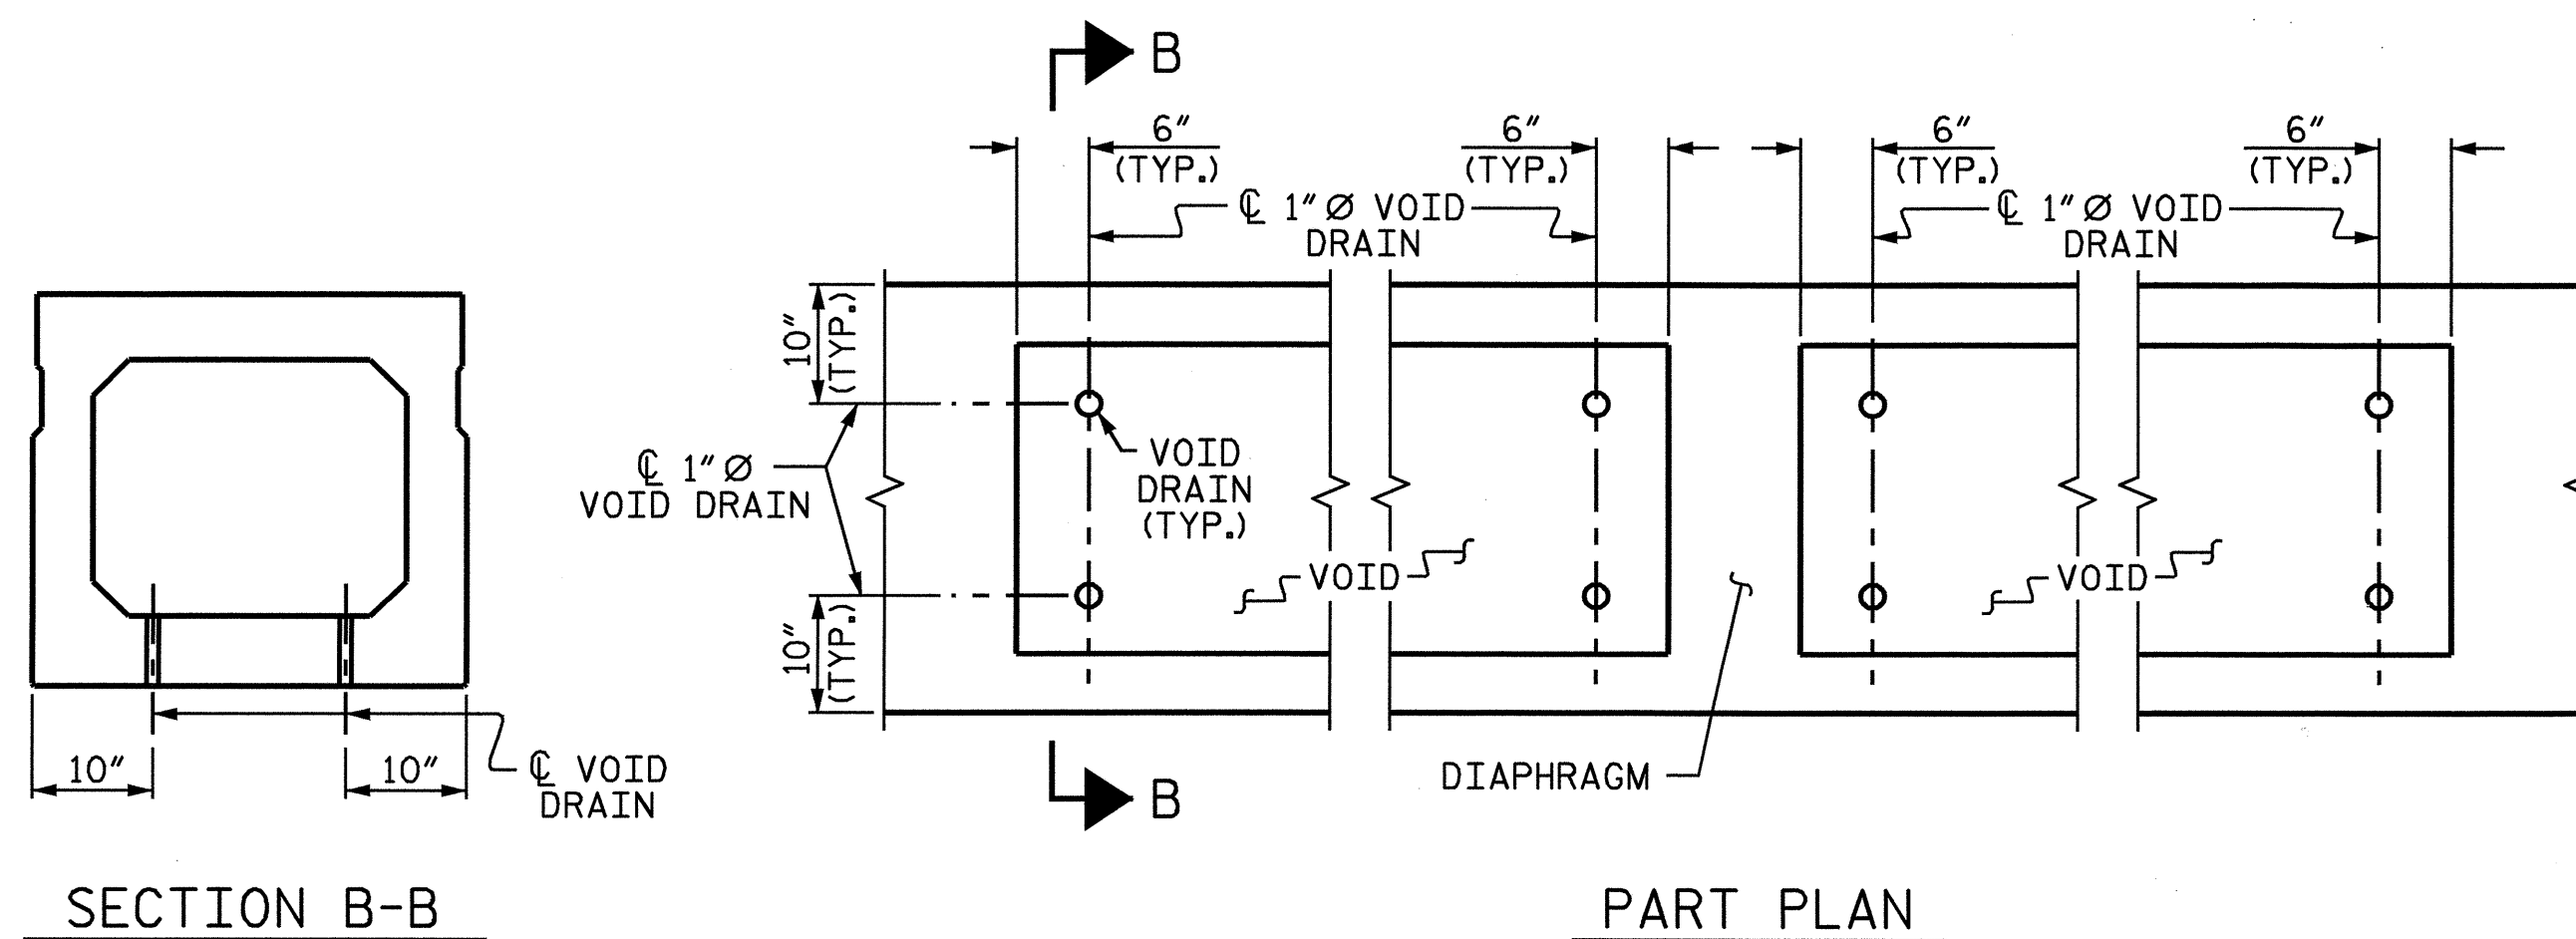 B
6" 6" 6" 6"
(TYP.) (TYP.) (TYP.) (TYP.)
℄ 1"Ø VOID
DRAIN
℄ 1"Ø VOID
DRAIN
10"
(TYP.)
℄ 1"Ø
VOID DRAIN
VOID
DRAIN
(TYP.)
VOID
VOID
10"
(TYP.)
DIAPHRAGM
B
10" 10"
℄ VOID
DRAIN
SECTION B-B
PART PLAN